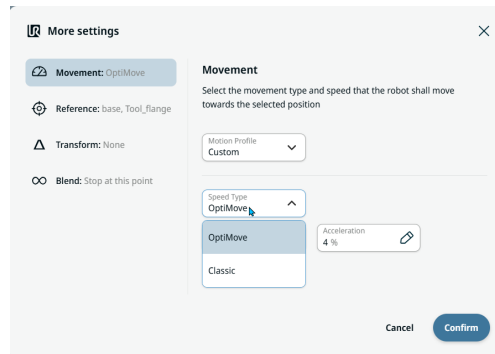 More settings
Movement: OptiMove
Reference: base, Tool_flange
Transform: None
Blend: Stop at this point
Movement
Select the movement type and speed that the robot shall move
towards the selected position
Motion Profile
Custom
Speed Type
OptiMove
OptiMove
Classic
Acceleration
4 %
Cancel
Confirm